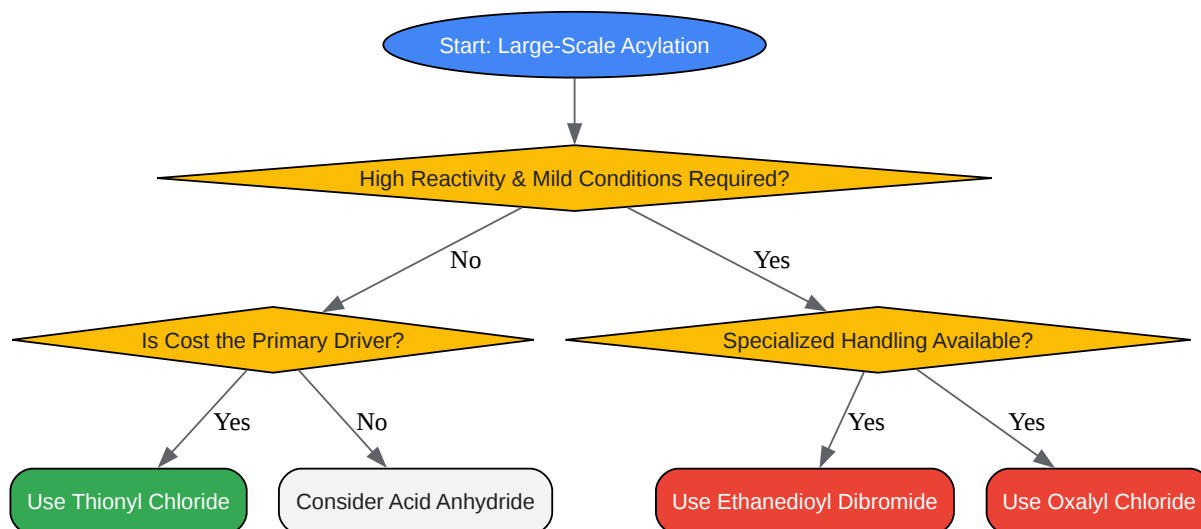 Start: Large-Scale Acylation
High Reactivity & Mild Conditions Required?
No
Yes
Is Cost the Primary Driver?
Specialized Handling Available?
Yes
No
Yes
Yes
Use Thionyl Chloride
Consider Acid Anhydride
Use Ethanedioyl Dibromide
Use Oxalyl Chloride